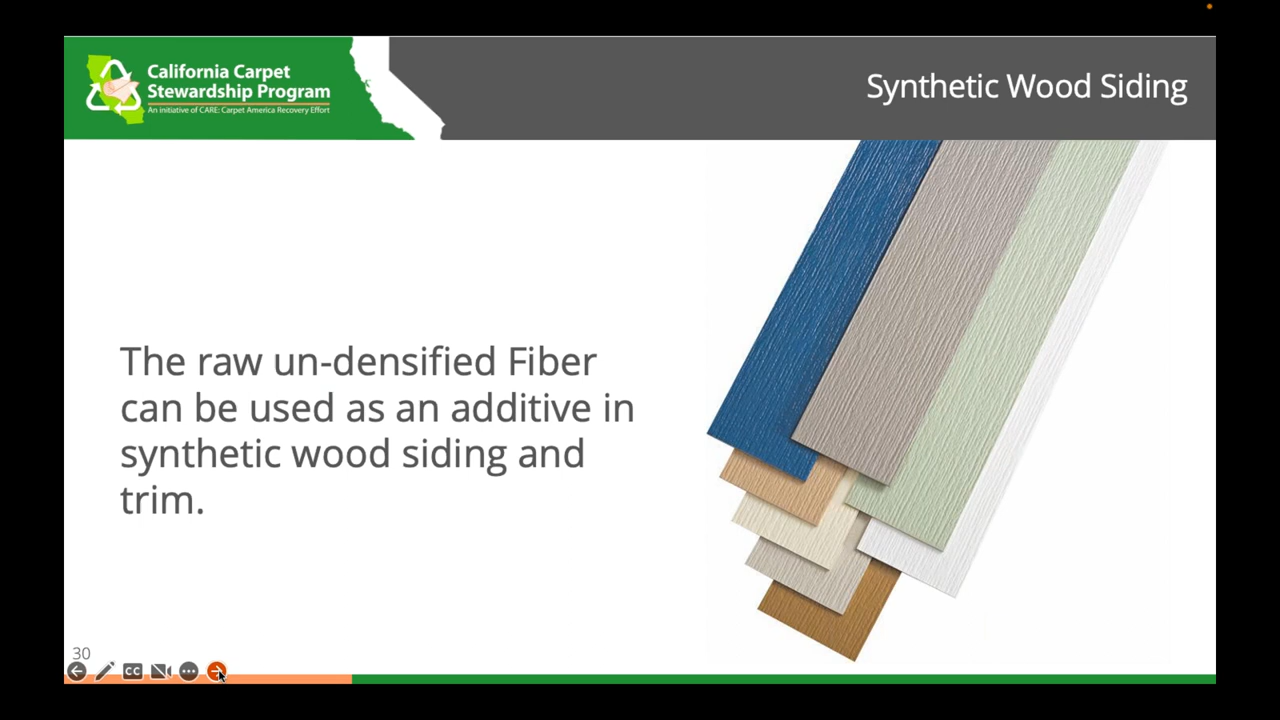 California Carpet
Stewardship Program
An Initiative of CARE: Carpet America Recovery Effort
Synthetic Wood Siding
The raw un-densified Fiber
can be used as an additive in
synthetic wood siding and
trim.
30
CC